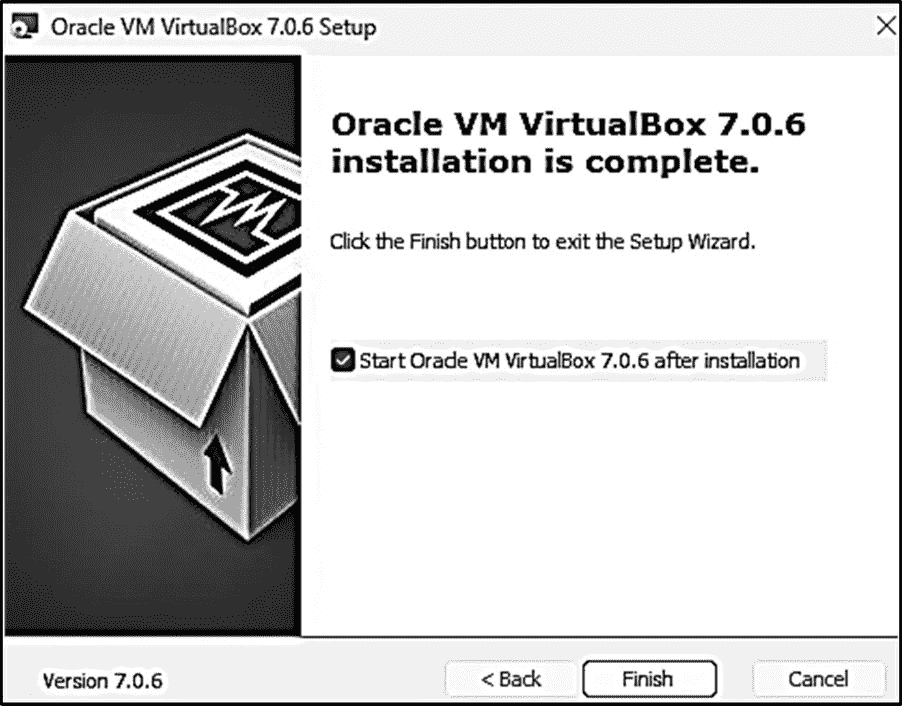 Oracle VM VirtualBox 7.0.6 Setup
VM
Oracle VM VirtualBox 7.0.6
installation is complete.
Click the Finish button to exit the Setup Wizard.
Start Oracle VM VirtualBox 7.0.6 after installation
Version 7.0.6
< Back
Finish
Cancel